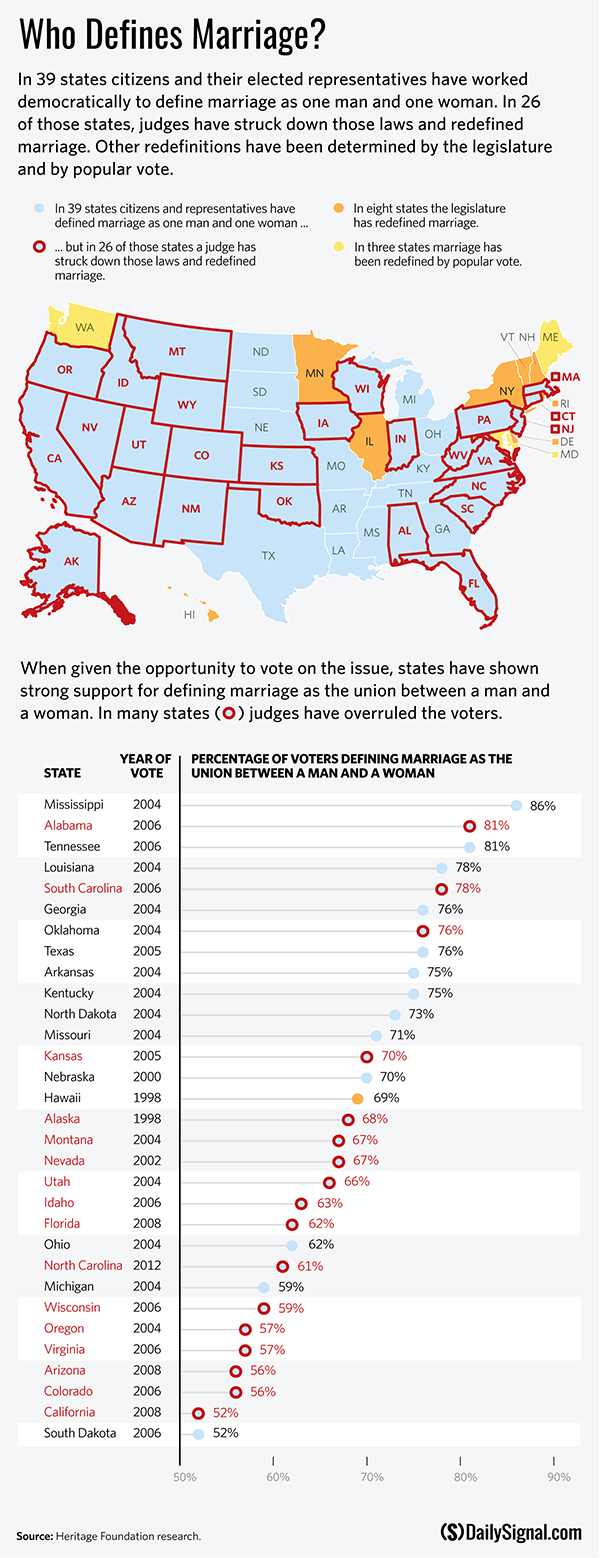 Who Defines Marriage?
In 39 states citizens and their elected representatives have worked
democratically to define marriage as one man and one woman. In 26
of those states, judges have struck down those laws and redefined
marriage. Other redefinitions have been determined by the legislature
and by popular vote.
In 39 states citizens and representatives have
defined marriage as one man and one woman ...
... but in 26 of those states a judge has
struck down those laws and redefined
marriage.
In eight states the legislature
has redefined marriage.
In three states marriage has
been redefined by popular vote.
WA
VT NH ME
MT
ND
MN
OR
ID
WI
NY
MA
SD
MI
WY
RI
CT
NJ
DE
MD
IA
PA
NE
NV
UT
IL
IN
OH
CA
CO
WV
VA
KS
MO
KY
NC
TN
AZ
NM
OK
AR
SC
MS
AL
GA
TX
LA
AK
FL
HI
When given the opportunity to vote on the issue, states have shown
strong support for defining marriage as the union between a man and
a woman. In many states ( ) judges have overruled the voters.
STATE
YEAR OF
VOTE
PERCENTAGE OF VOTERS DEFINING MARRIAGE AS THE
UNION BETWEEN A MAN AND A WOMAN
Mississippi 2004 86%
Alabama 2006 81%
Tennessee 2006 81%
Louisiana 2004 78%
South Carolina 2006 78%
Georgia 2004 76%
Oklahoma 2004 76%
Texas 2005 76%
Arkansas 2004 75%
Kentucky 2004 75%
North Dakota 2004 73%
Missouri 2004 71%
Kansas 2005 70%
Nebraska 2000 70%
Hawaii 1998 69%
Alaska 1998 68%
Montana 2004 67%
Nevada 2002 67%
Utah 2004 66%
Idaho 2006 63%
Florida 2008 62%
Ohio 2004 62%
North Carolina 2012 61%
Michigan 2004 59%
Wisconsin 2006 59%
Oregon 2004 57%
Virginia 2006 57%
Arizona 2008 56%
Colorado 2006 56%
California 2008 52%
South Dakota 2006 52%
50% 60% 70% 80% 90%
Source: Heritage Foundation research.
(S) DailySignal.com